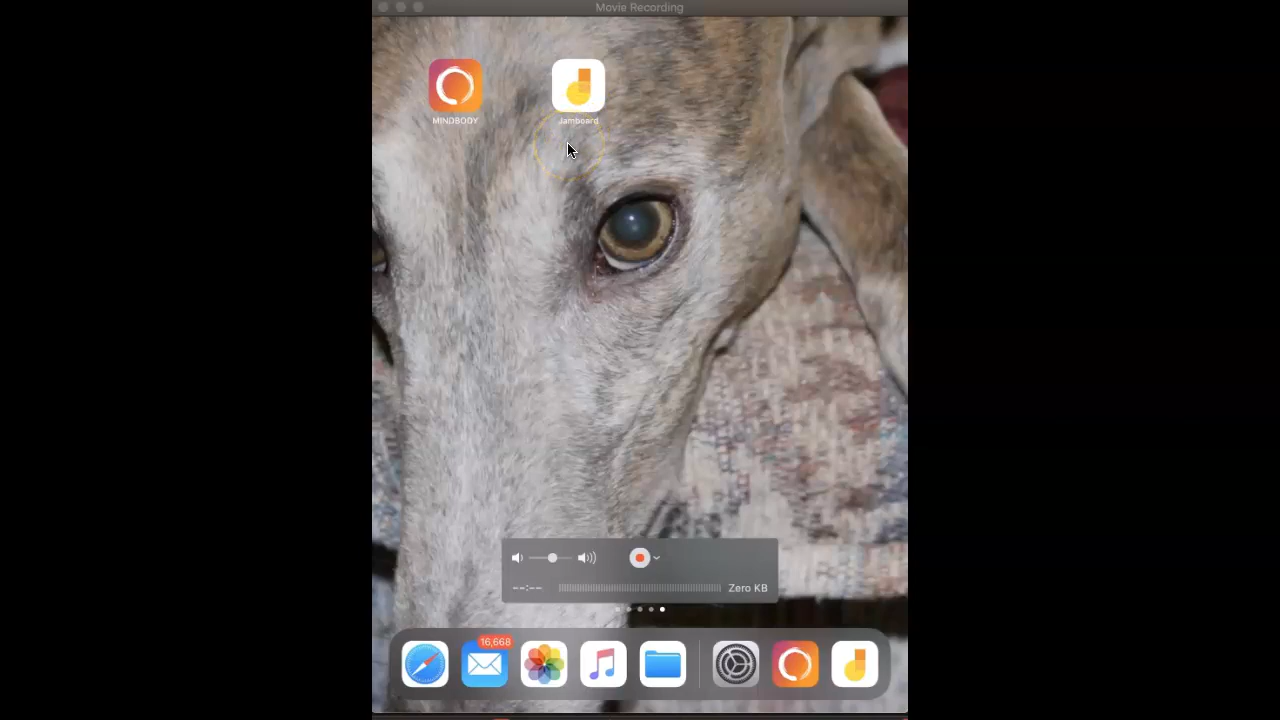 Movie Recording
MINDBODY
Jamboard
--:--
Zero KB
16,668